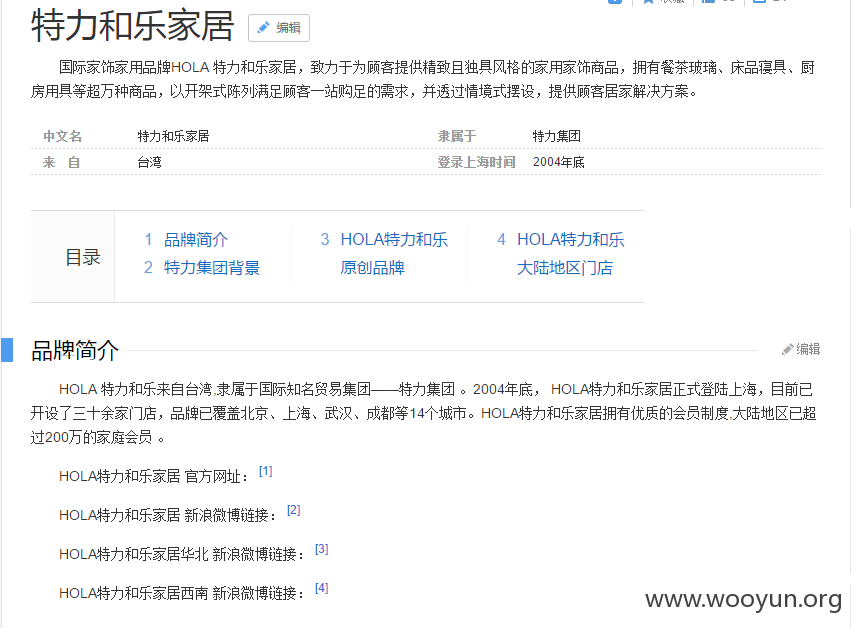 特力和乐家居 编辑
国际家饰家用品牌HOLA 特力和乐家居，致力于为顾客提供精致且独具风格的家用家饰商品，拥有餐茶玻璃、床品寝具、厨
房用具等超万种商品，以开架式陈列满足顾客一站购足的需求，并透过情境式摆设，提供顾客居家解决方案。
中文名 特力和乐家居 隶属于 特力集团
来 自 台湾 登录上海时间 2004年底
目录
1 品牌简介
2 特力集团背景
3 HOLA特力和乐
原创品牌
4 HOLA特力和乐
大陆地区门店
品牌简介 编辑
HOLA 特力和乐来自台湾,隶属于国际知名贸易集团——特力集团 。2004年底， HOLA特力和乐家居正式登陆上海，目前已
开设了三十余家门店，品牌已覆盖北京、上海、武汉、成都等14个城市。HOLA特力和乐家居拥有优质的会员制度,大陆地区已超
过200万的家庭会员 。
HOLA特力和乐家居 官方网址： [1]
HOLA特力和乐家居 新浪微博链接： [2]
HOLA特力和乐家居华北 新浪微博链接： [3]
HOLA特力和乐家居西南 新浪微博链接： [4]
www.wooyun.org